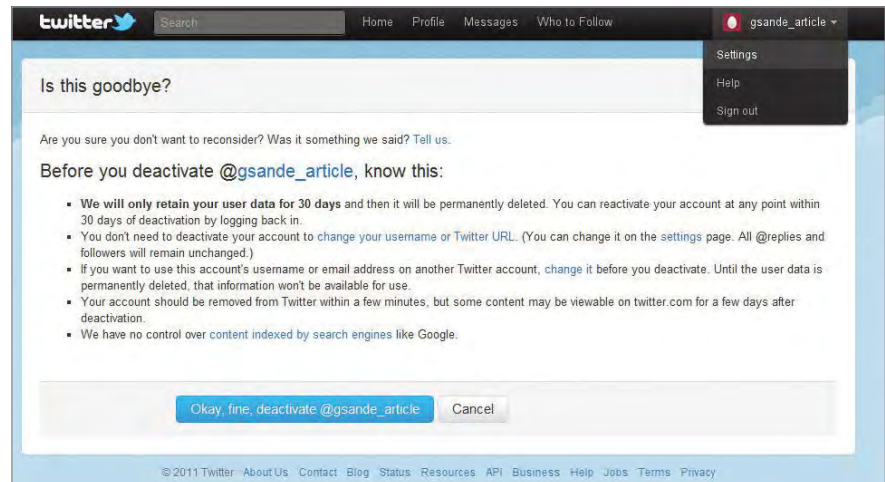 twitter Search Home Profile Messages Who to Follow gsande_article
Settings
Help
Sign out
Is this goodbye?
Are you sure you don't want to reconsider? Was it something we said? Tell us.
Before you deactivate @gsande_article, know this:
We will only retain your user data for 30 days and then it will be permanently deleted. You can reactivate your account at any point within
30 days of deactivation by logging back in.
You don't need to deactivate your account to change your username or Twitter URL. (You can change it on the settings page. All @replies and
followers will remain unchanged.)
If you want to use this account's username or email address on another Twitter account, change it before you deactivate. Until the user data is
permanently deleted, that information won't be available for use.
Your account should be removed from Twitter within a few minutes, but some content may be viewable on twitter.com for a few days after
deactivation.
We have no control over content indexed by search engines like Google.
Okay, fine, deactivate @gsande_article Cancel
© 2011 Twitter About Us Contact Blog Status Resources API Business Help Jobs Terms Privacy